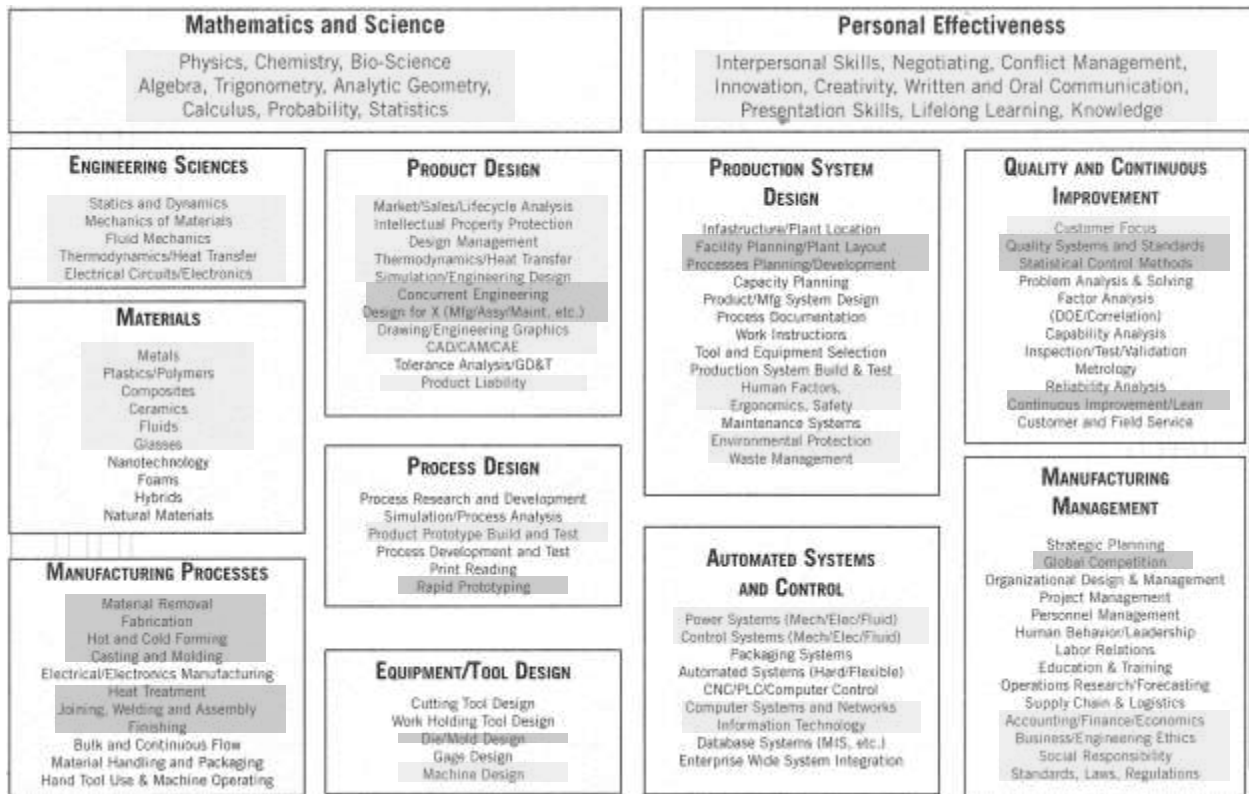 Mathematics and Science
Physics, Chemistry, Bio-Science
Algebra, Trigonometry, Analytic Geometry,
Calculus, Probability, Statistics
Personal Effectiveness
Interpersonal Skills, Negotiating, Conflict Management,
Innovation, Creativity, Written and Oral Communication,
Presentation Skills, Lifelong Learning, Knowledge
ENGINEERING SCIENCES
Statics and Dynamics
Mechanics of Materials
Fluid Mechanics
Thermodynamics/Heat Transfer
Electrical Circuits/Electronics
MATERIALS
Metals
Plastics/Polymers
Composites
Ceramics
Fluids
Glasses
Nanotechnology
Foams
Hybrids
Natural Materials
MANUFACTURING PROCESSES
Material Removal
Fabrication
Hot and Cold Forming
Casting and Molding
Electrical/Electronics Manufacturing
Heat Treatment
Joining, Welding and Assembly
Finishing
Bulk and Continuous Flow
Material Handling and Packaging
Hand Tool Use & Machine Operating
PRODUCT DESIGN
Market/Sales/Lifecycle Analysis
Intellectual Property Protection
Design Management
Thermodynamics/Heat Transfer
Simulation/Engineering Design
Concurrent Engineering
Design for X (Mfg/Assy/Maint, etc.)
Drawing/Engineering Graphics
CAD/CAM/CAE
Tolerance Analysis/GD&T
Product Liability
PROCESS DESIGN
Process Research and Development
Simulation/Process Analysis
Product Prototype Build and Test
Process Development and Test
Print Reading
Rapid Prototyping
EQUIPMENT/TOOL DESIGN
Cutting Tool Design
Work Holding Tool Design
Die/Mold Design
Gage Design
Machine Design
PRODUCTION SYSTEM
DESIGN
Infastructure/Plant Location
Facility Planning/Plant Layout
Processes Planning/Development
Capacity Planning
Product/Mfg System Design
Process Documentation
Work Instructions
Tool and Equipment Selection
Production System Build & Test
Human Factors,
Ergonomics, Safety
Maintenance Systems
Environmental Protection
Waste Management
AUTOMATED SYSTEMS
AND CONTROL
Power Systems (Mech/Elec/Fluid)
Control Systems (Mech/Elec/Fluid)
Packaging Systems
Automated Systems (Hard/Flexible)
CNC/PLC/Computer Control
Computer Systems and Networks
Information Technology
Database Systems (MIS, etc.)
Enterprise Wide System Integration
QUALITY AND CONTINUOUS
IMPROVEMENT
Customer Focus
Quality Systems and Standards
Statistical Control Methods
Problem Analysis & Solving
Factor Analysis
(DOE/Correlation)
Capability Analysis
Inspection/Test/Validation
Metrology
Reliability Analysis
Continuous Improvement/Lean
Customer and Field Service
MANUFACTURING
MANAGEMENT
Strategic Planning
Global Competition
Organizational Design & Management
Project Management
Personnel Management
Human Behavior/Leadership
Labor Relations
Education & Training
Operations Research/Forecasting
Supply Chain & Logistics
Accounting/Finance/Economics
Business/Engineering Ethics
Social Responsibility
Standards, Laws, Regulations